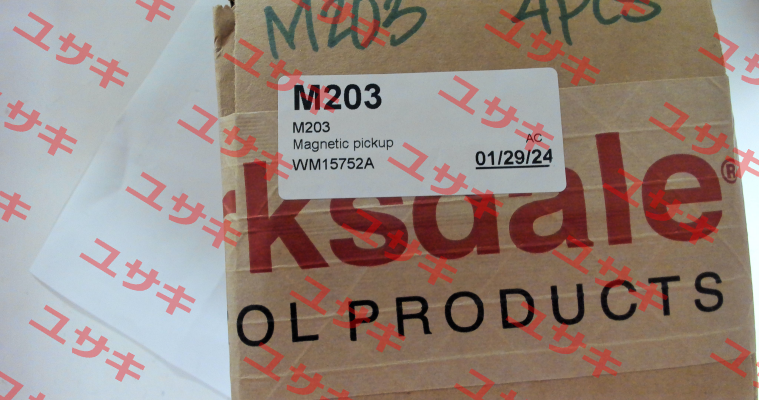 M203 4PCS
M203
M203
Magnetic pickup
AC
WM15752A
01/29/24
ksdale®
OL PRODUCTS
ユサキ